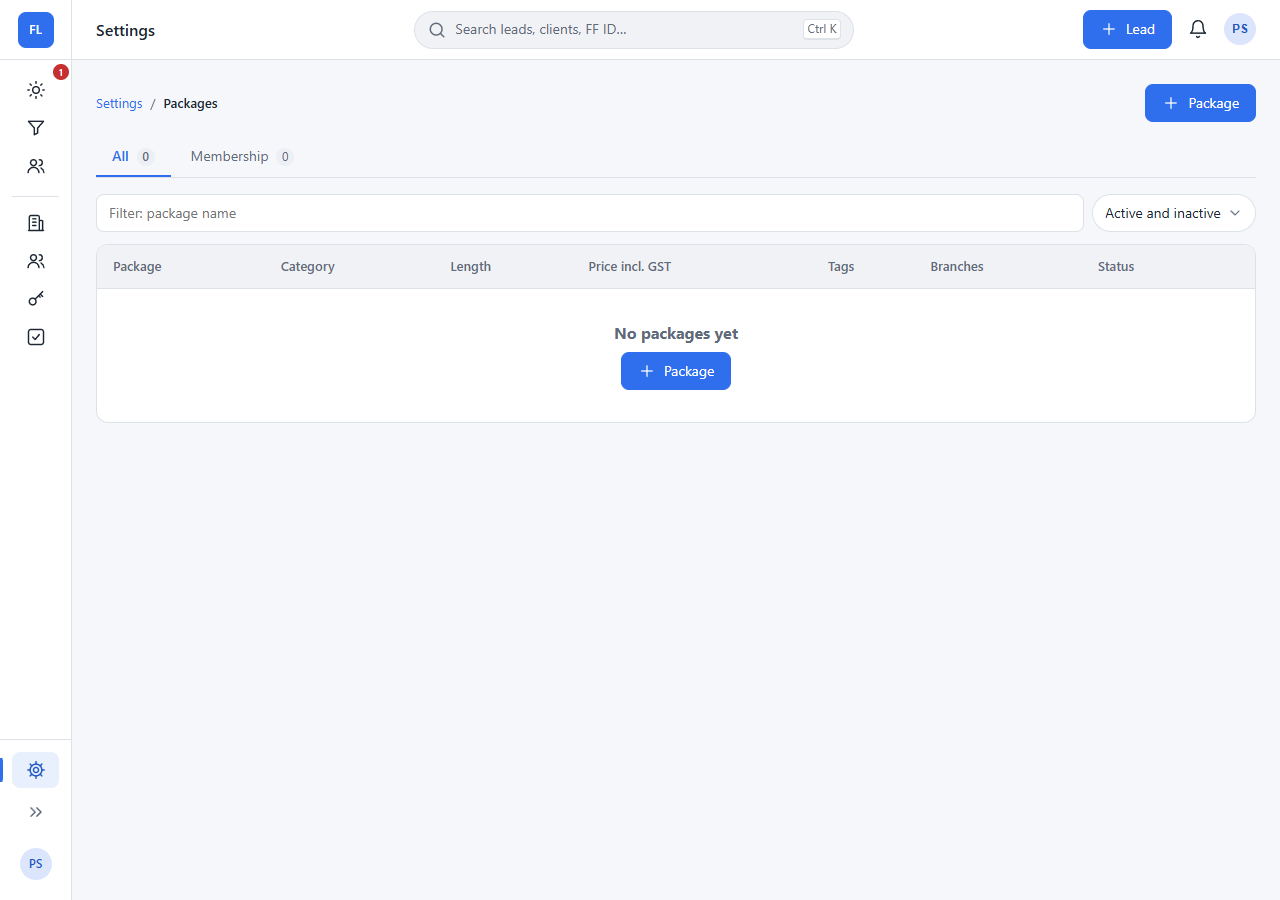 FL
Settings
Search leads, clients, FF ID...
Ctrl K
Lead
PS
1
Settings / Packages
Package
All 0
Membership 0
Filter: package name
Active and inactive
Package Category Length Price incl. GST Tags Branches Status
No packages yet
Package
PS